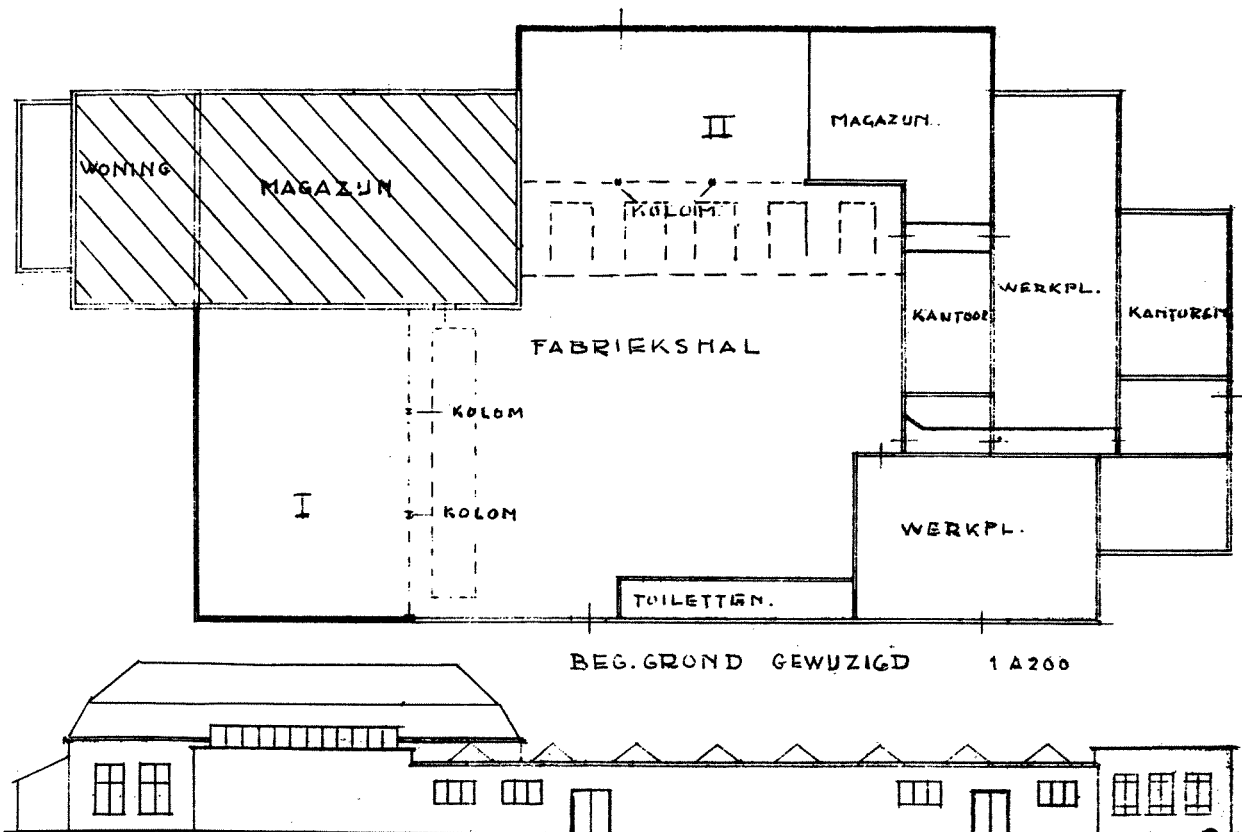 II
MAGAZIJN.
WONING
MAGAZIJN
KOLOM.
WERKPL.
KANTOOR
KANTOREN
FABRIEKSHAL
KOLOM
I
KOLOM
WERKPL.
TOILETTEN.
BEG. GROND GEWIJZIGD 1 A 200